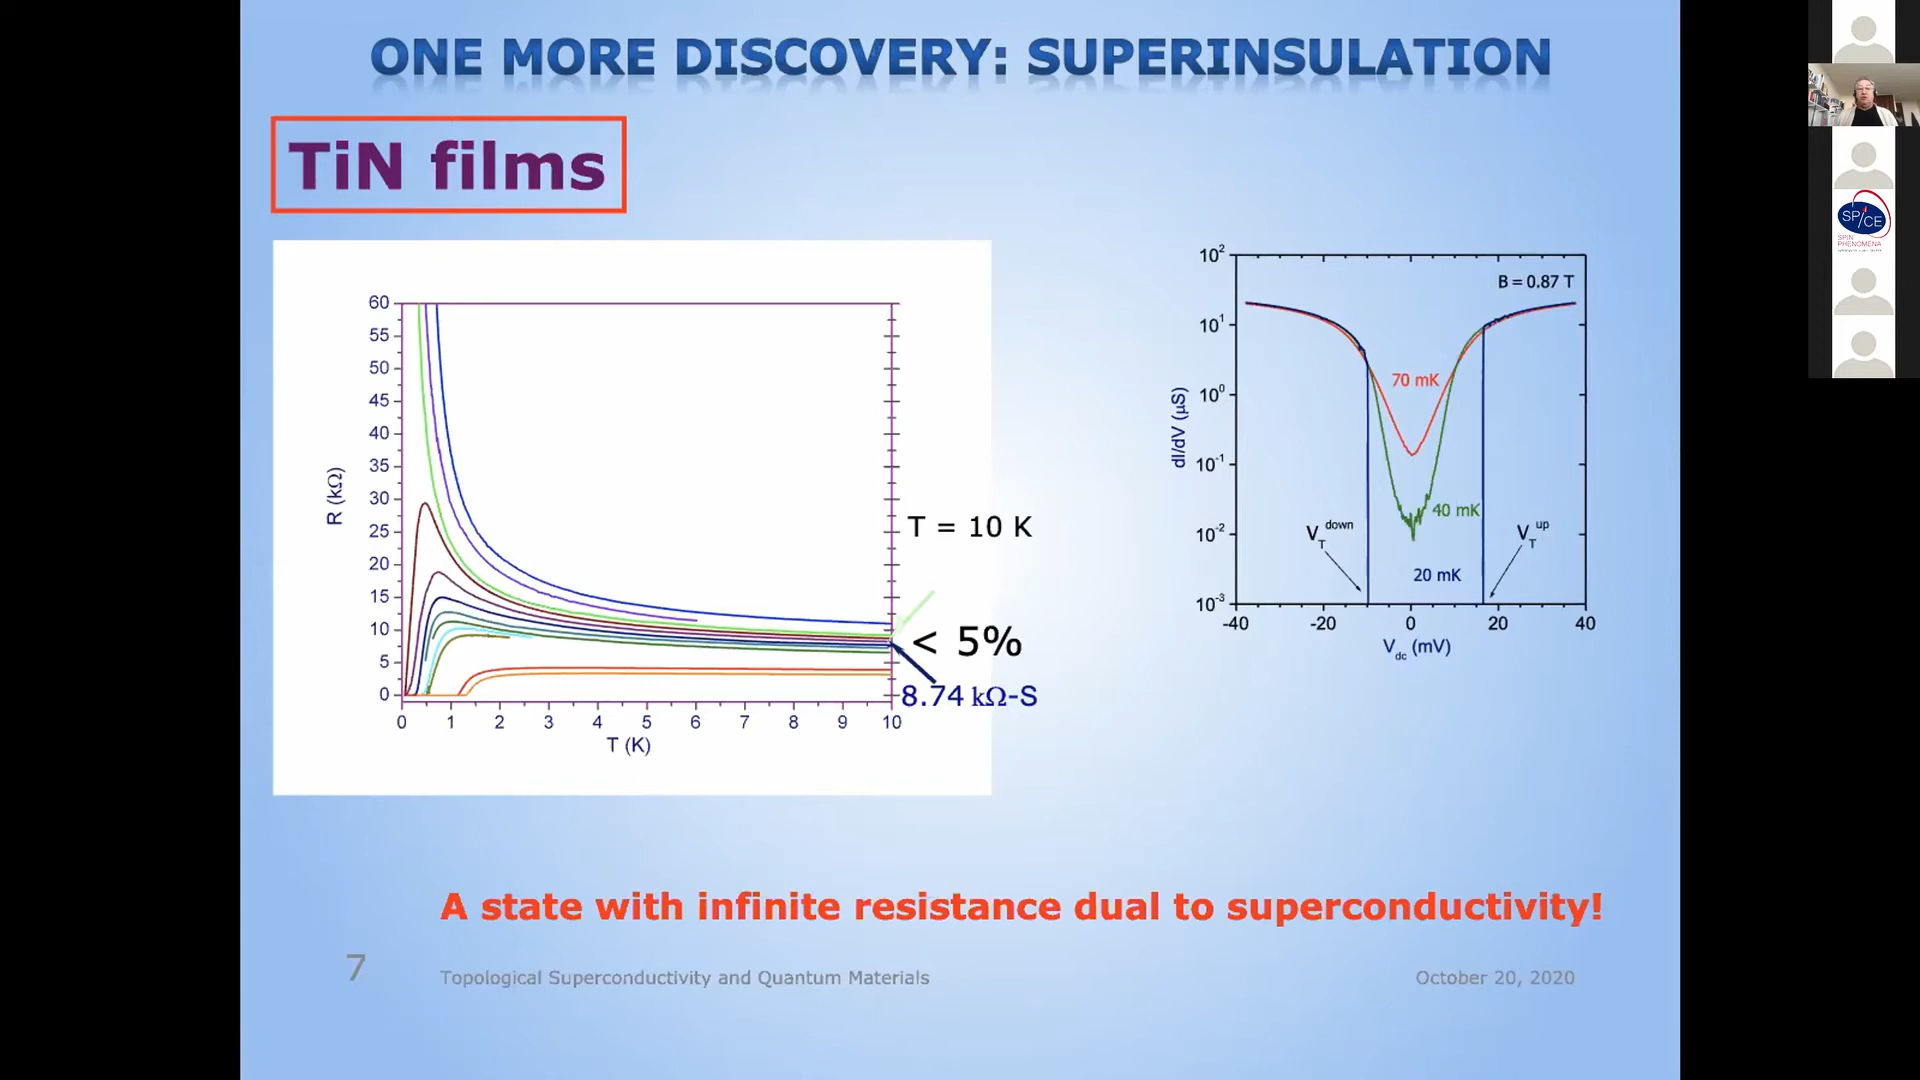 ONE MORE DISCOVERY: SUPERINSULATION
TiN films
60
55
50
45
40
35
30
25
20
15
10
5
0
R (kΩ)
0 1 2 3 4 5 6 7 8 9 10
T (K)
T = 10 K
< 5%
8.74 kΩ-S
10²
10¹
10⁰
10⁻¹
10⁻²
10⁻³
dI/dV (μS)
B = 0.87 T
70 mK
40 mK
20 mK
V_T^down
V_T^up
-40 -20 0 20 40
V_dc (mV)
A state with infinite resistance dual to superconductivity!
7
Topological Superconductivity and Quantum Materials
October 20, 2020
SP/CE
SPIN
PHENOMENA